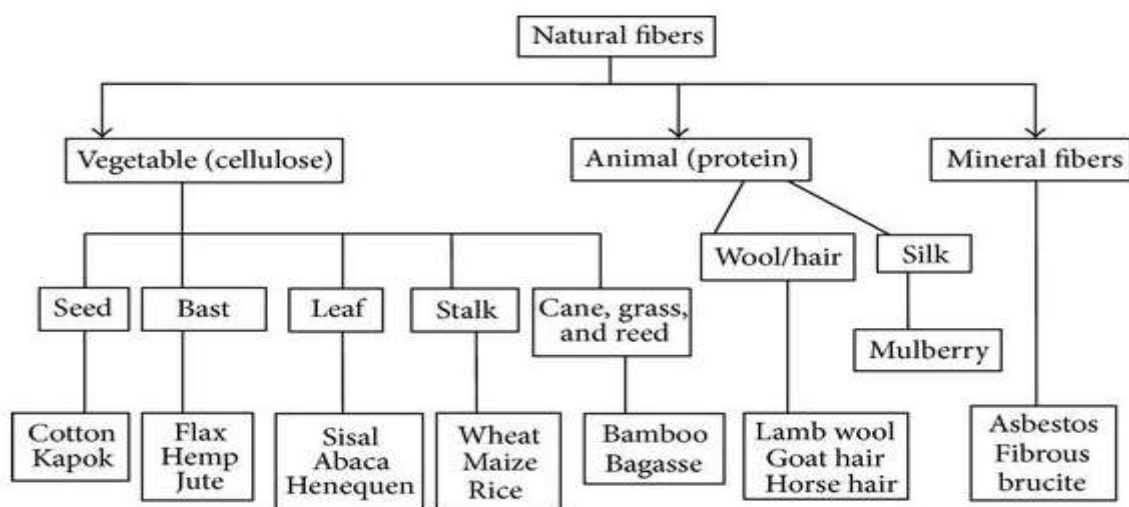 Natural fibers
Vegetable (cellulose)
Animal (protein)
Mineral fibers
Wool/hair
Silk
Seed
Bast
Leaf
Stalk
Cane, grass,
and reed
Mulberry
Cotton
Kapok
Flax
Hemp
Jute
Sisal
Abaca
Henequen
Wheat
Maize
Rice
Bamboo
Bagasse
Lamb wool
Goat hair
Horse hair
Asbestos
Fibrous
brucite